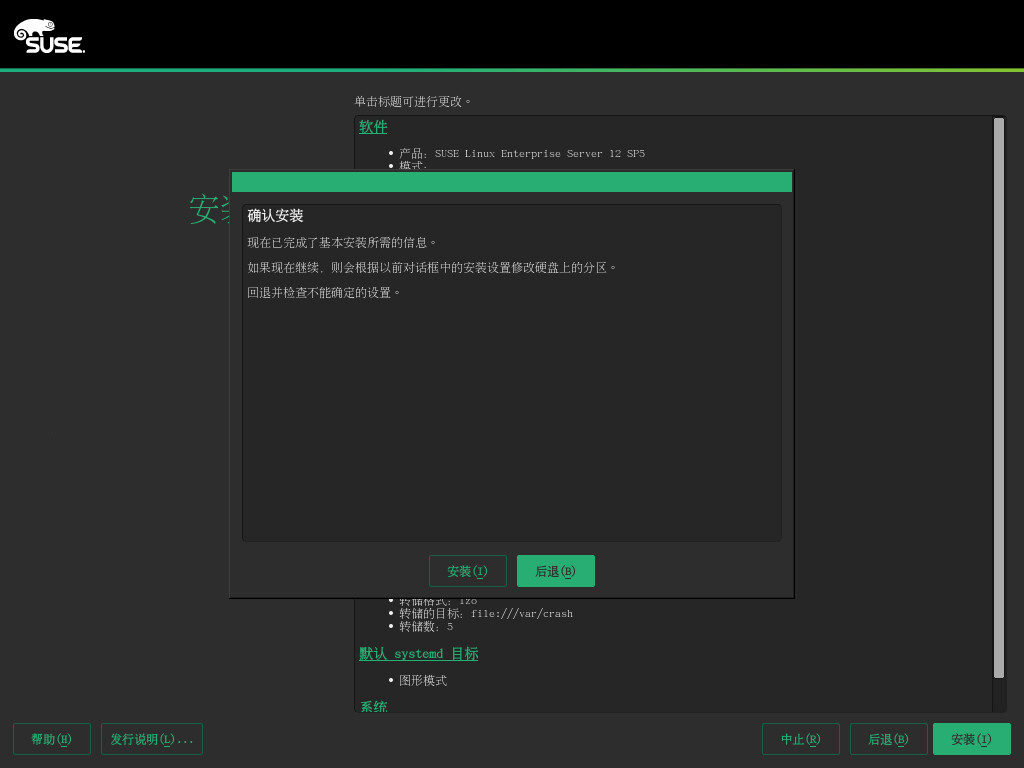 SUSE.
单击标题可进行更改。
软件
• 产品：SUSE Linux Enterprise Server 12 SP5
• 模式：
安装
确认安装
现在已完成了基本安装所需的信息。
如果现在继续，则会根据以前对话框中的安装设置修改硬盘上的分区。
回退并检查不能确定的设置。
安装(I) 后退(B)
• 转储格式：lzo
• 转储的目标：file:///var/crash
• 转储数：5
默认 systemd 目标
• 图形模式
系统
帮助(H) 发行说明(L)... 中止(R) 后退(B) 安装(I)